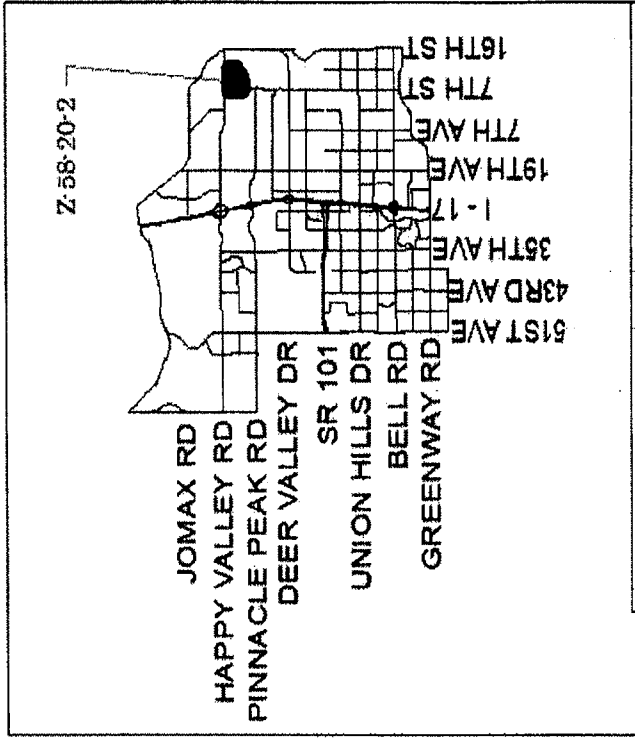 Z-58-20-2
JOMAX RD
HAPPY VALLEY RD
PINNACLE PEAK RD
DEER VALLEY DR
SR 101
UNION HILLS DR
BELL RD
GREENWAY RD
51ST AVE
43RD AVE
35TH AVE
I - 17
19TH AVE
7TH AVE
7TH ST
16TH ST